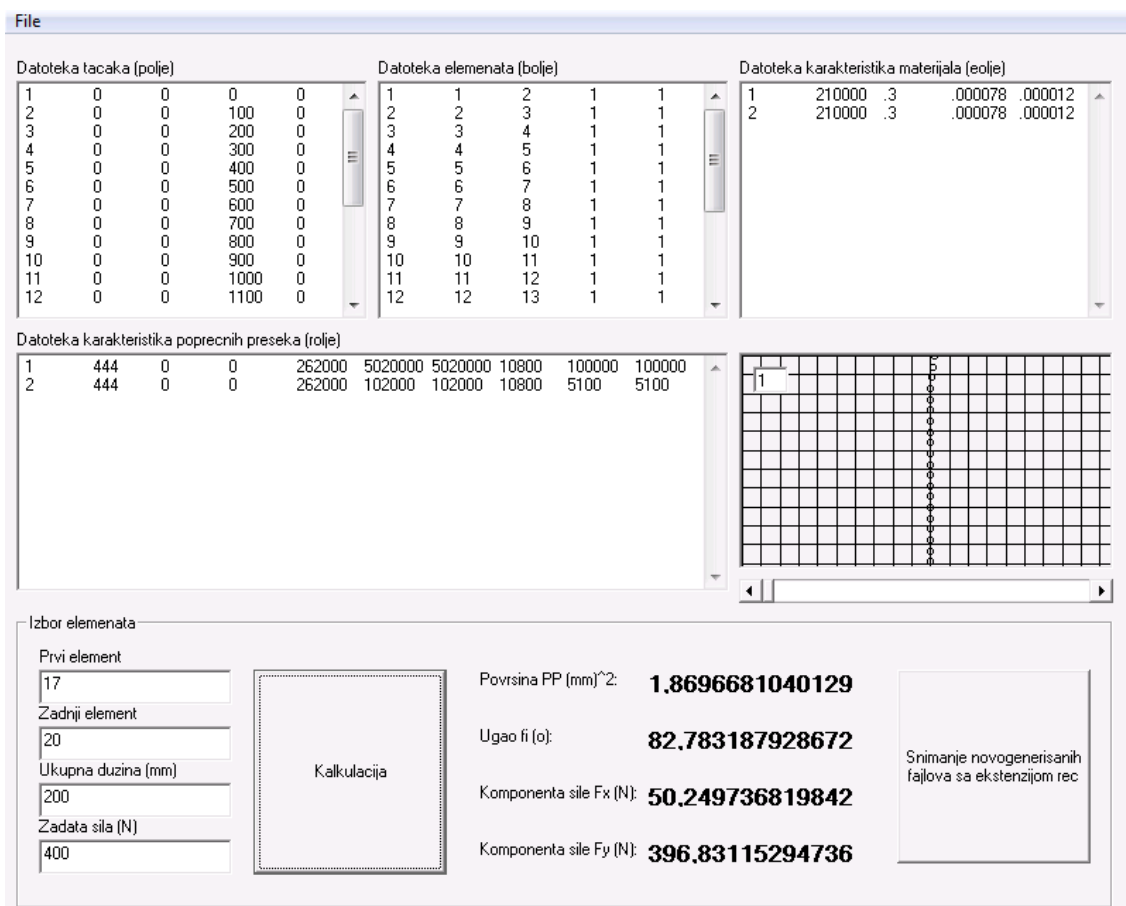 File
Datoteka tacaka (polje)
1 0 0 0 0
2 0 0 100 0
3 0 0 200 0
4 0 0 300 0
5 0 0 400 0
6 0 0 500 0
7 0 0 600 0
8 0 0 700 0
9 0 0 800 0
10 0 0 900 0
11 0 0 1000 0
12 0 0 1100 0
Datoteka elemenata (bolje)
1 1 2 1 1
2 2 3 1 1
3 3 4 1 1
4 4 5 1 1
5 5 6 1 1
6 6 7 1 1
7 7 8 1 1
8 8 9 1 1
9 9 10 1 1
10 10 11 1 1
11 11 12 1 1
12 12 13 1 1
Datoteka karakteristika materijala (eolje)
1 210000 .3 .000078 .000012
2 210000 .3 .000078 .000012
Datoteka karakteristika poprecnih preseka (rolje)
1 444 0 0 262000 5020000 5020000 10800 100000 100000
2 444 0 0 262000 102000 102000 10800 5100 5100
1
Izbor elemenata
Prvi element
17
Zadnji element
20
Ukupna duzina (mm)
200
Zadata sila (N)
400
Kalkulacija
Povrsina PP (mm)^2: 1,8696681040129
Ugao fi (o): 82,783187928672
Komponenta sile Fx (N): 50,249736819842
Komponenta sile Fy (N): 396,83115294736
Snimanje novogenerisanih
fajlova sa ekstenzijom rec